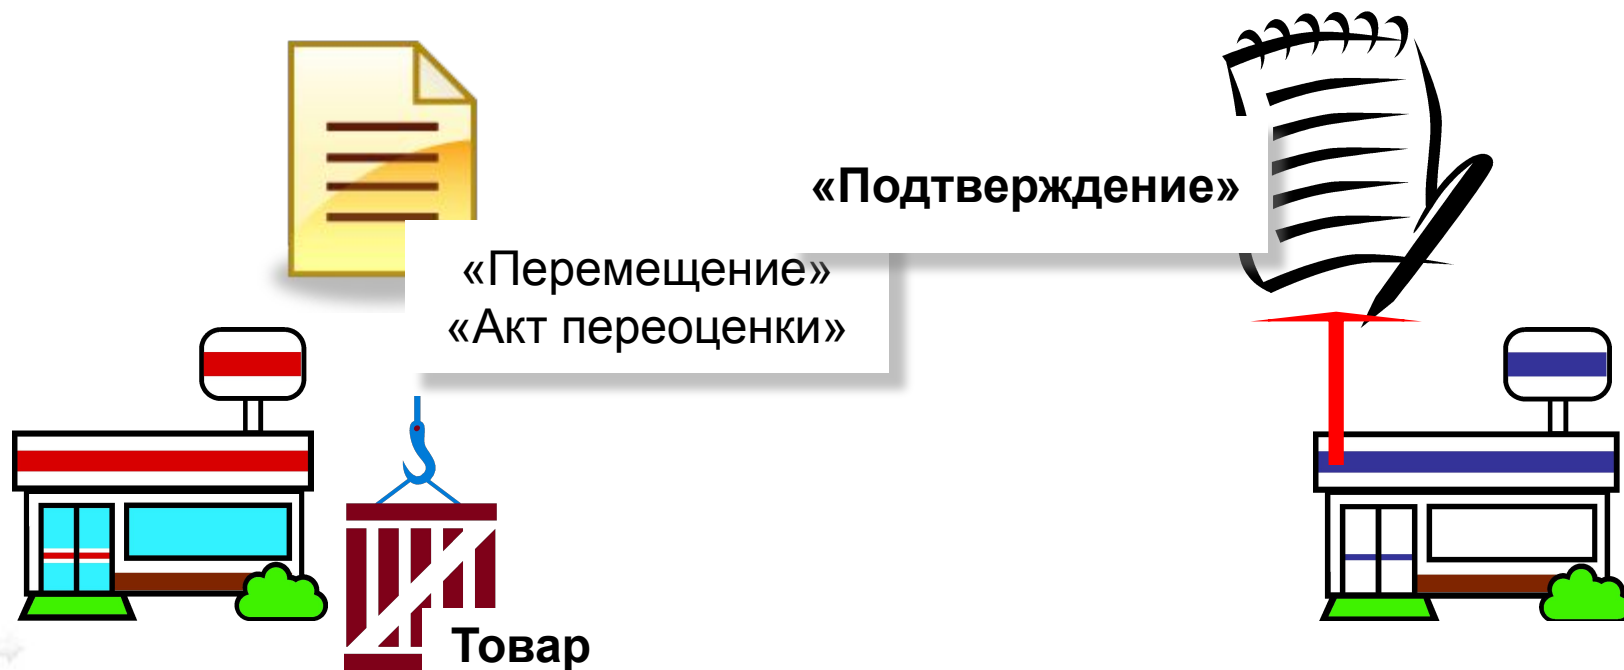 «Подтверждение»
«Перемещение»
«Акт переоценки»
Товар